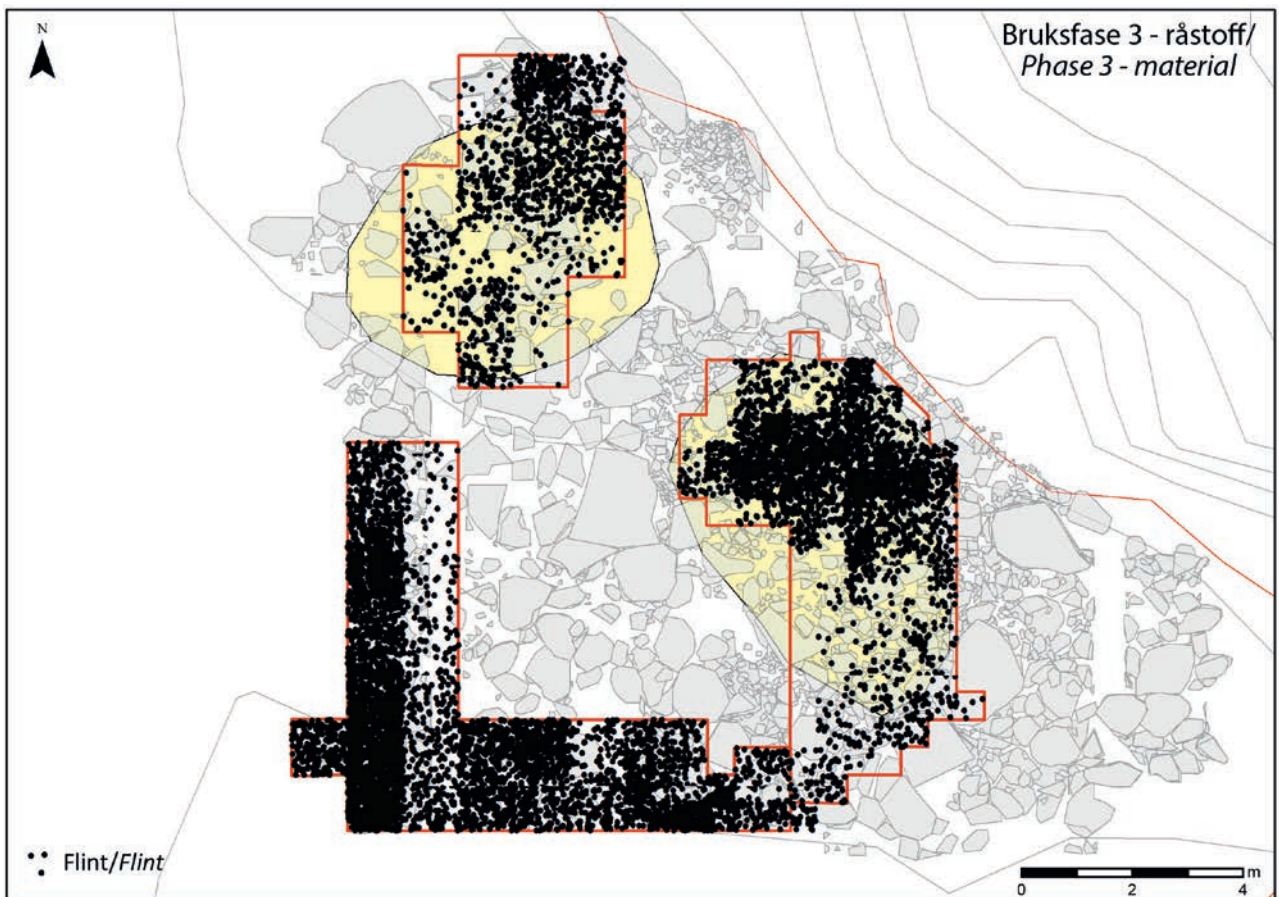 N
Bruksfase 3 - råstoff/
Phase 3 - material
Flint/Flint
m
0 2 4